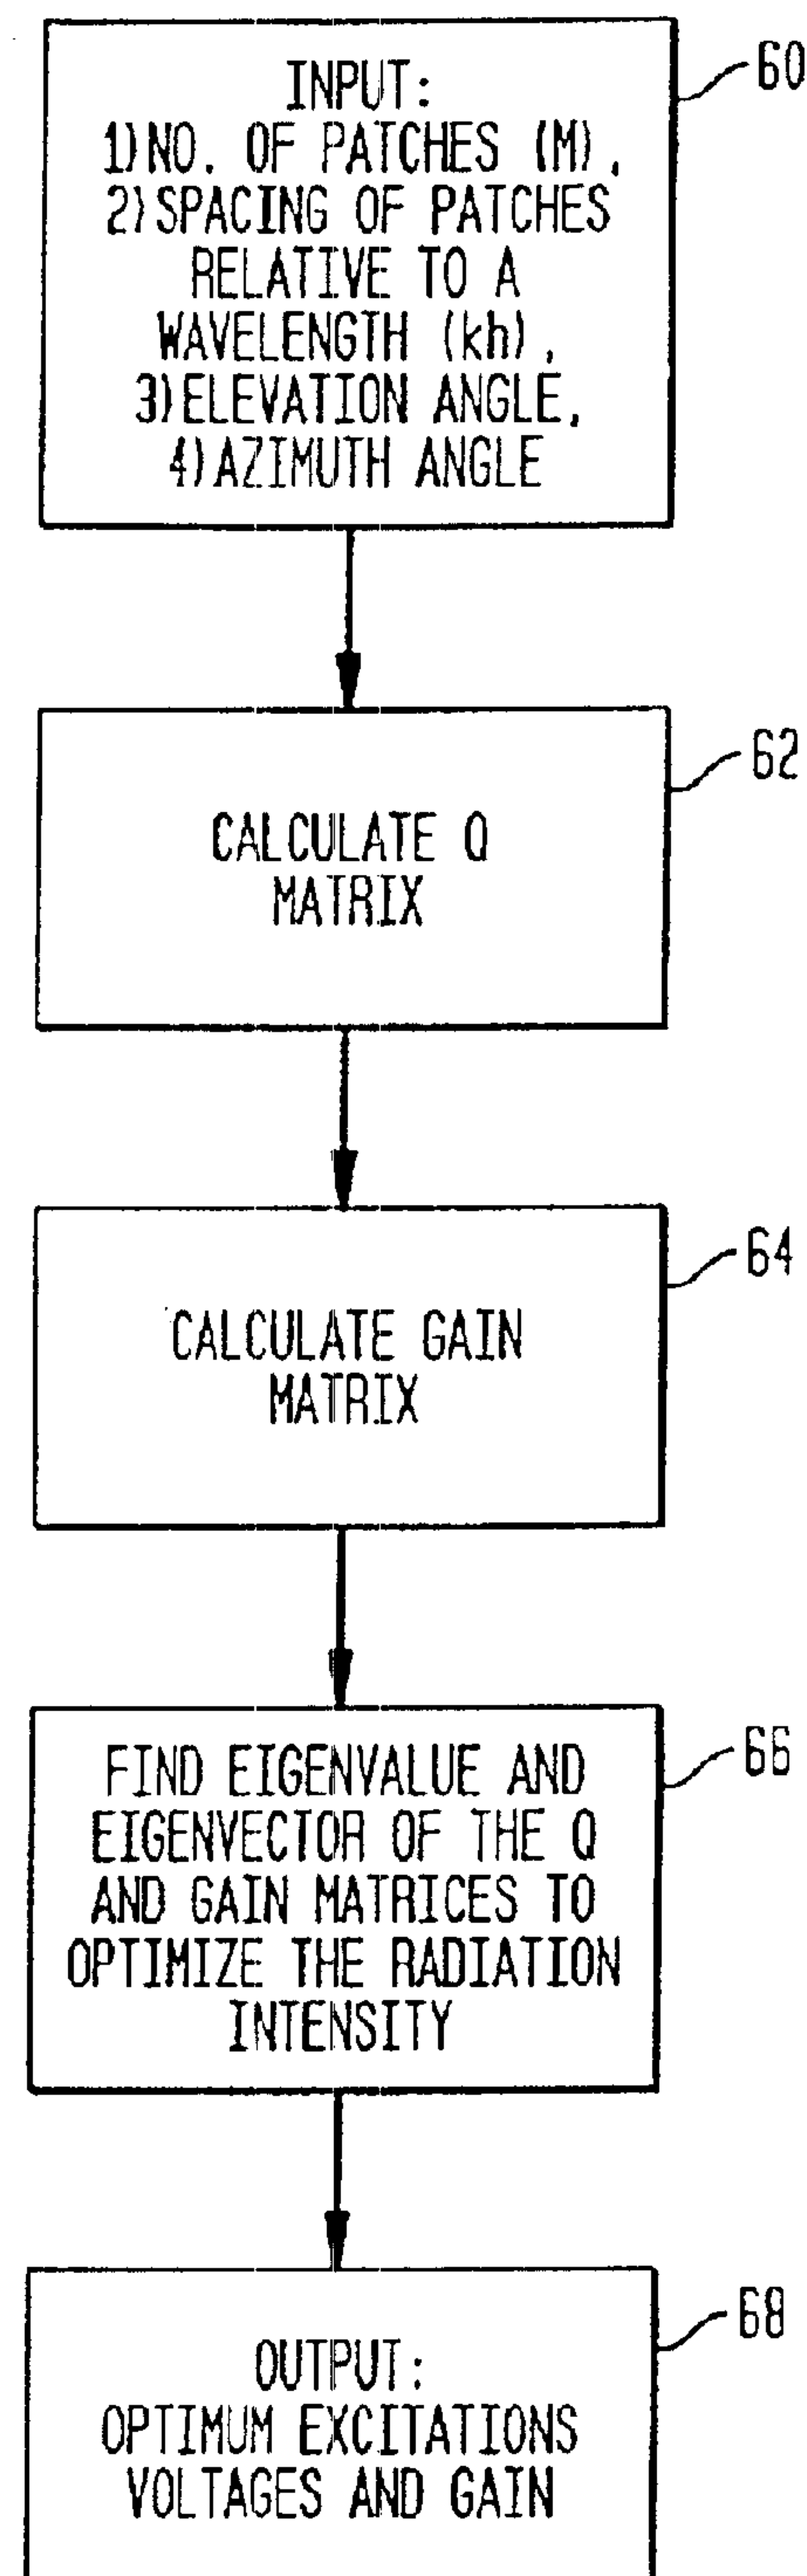 INPUT:
1)NO. OF PATCHES (M),
2)SPACING OF PATCHES
RELATIVE TO A
WAVELENGTH (kh),
3)ELEVATION ANGLE,
4)AZIMUTH ANGLE
60
CALCULATE Q
MATRIX
62
CALCULATE GAIN
MATRIX
64
FIND EIGENVALUE AND
EIGENVECTOR OF THE Q
AND GAIN MATRICES TO
OPTIMIZE THE RADIATION
INTENSITY
66
OUTPUT:
OPTIMUM EXCITATIONS
VOLTAGES AND GAIN
68